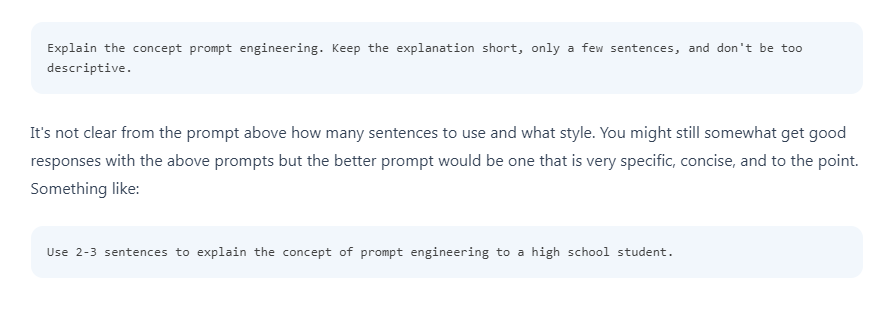 Explain the concept prompt engineering. Keep the explanation short, only a few sentences, and don't be too
descriptive.
It's not clear from the prompt above how many sentences to use and what style. You might still somewhat get good
responses with the above prompts but the better prompt would be one that is very specific, concise, and to the point.
Something like:
Use 2-3 sentences to explain the concept of prompt engineering to a high school student.